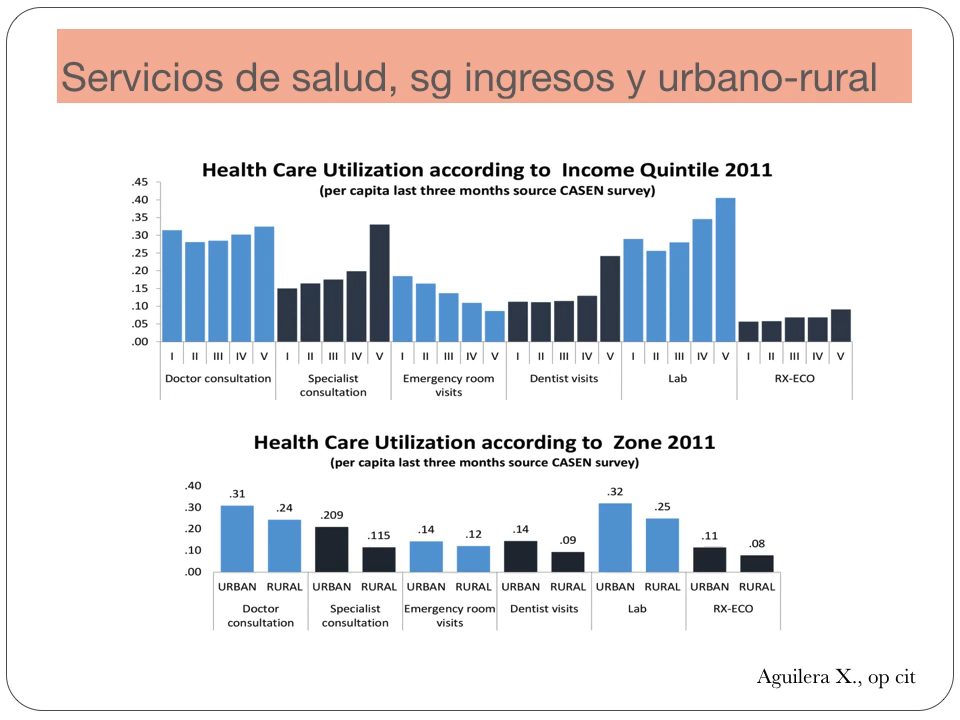 Servicios de salud, sg ingresos y urbano-rural
Health Care Utilization according to Income Quintile 2011
(per capita last three months source CASEN survey)
.45
.40
.35
.30
.25
.20
.15
.10
.05
.00
I II III IV V I II III IV V I II III IV V I II III IV V I II III IV V I II III IV V
Doctor consultation Specialist Emergency room Dentist visits Lab RX-ECO
consultation visits
Health Care Utilization according to Zone 2011
(per capita last three months source CASEN survey)
.40
.30
.20
.10
.00
.31 .24 .209 .115 .14 .12 .14 .09 .32 .25 .11 .08
URBAN RURAL URBAN RURAL URBAN RURAL URBAN RURAL URBAN RURAL URBAN RURAL
Doctor Specialist Emergency room Dentist visits Lab RX-ECO
consultation consultation visits
Aguilera X., op cit